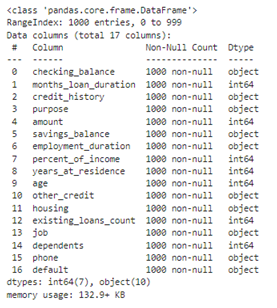 <class 'pandas.core.frame.DataFrame'>
RangeIndex: 1000 entries, 0 to 999
Data columns (total 17 columns):
 #   Column                Non-Null Count  Dtype
---  ------                --------------  -----
 0   checking_balance      1000 non-null   object
 1   months_loan_duration  1000 non-null   int64
 2   credit_history        1000 non-null   object
 3   purpose               1000 non-null   object
 4   amount                1000 non-null   int64
 5   savings_balance       1000 non-null   object
 6   employment_duration   1000 non-null   object
 7   percent_of_income     1000 non-null   int64
 8   years_at_residence    1000 non-null   int64
 9   age                   1000 non-null   int64
 10  other_credit          1000 non-null   object
 11  housing               1000 non-null   object
 12  existing_loans_count  1000 non-null   int64
 13  job                   1000 non-null   object
 14  dependents            1000 non-null   int64
 15  phone                 1000 non-null   object
 16  default               1000 non-null   object
dtypes: int64(7), object(10)
memory usage: 132.9+ KB